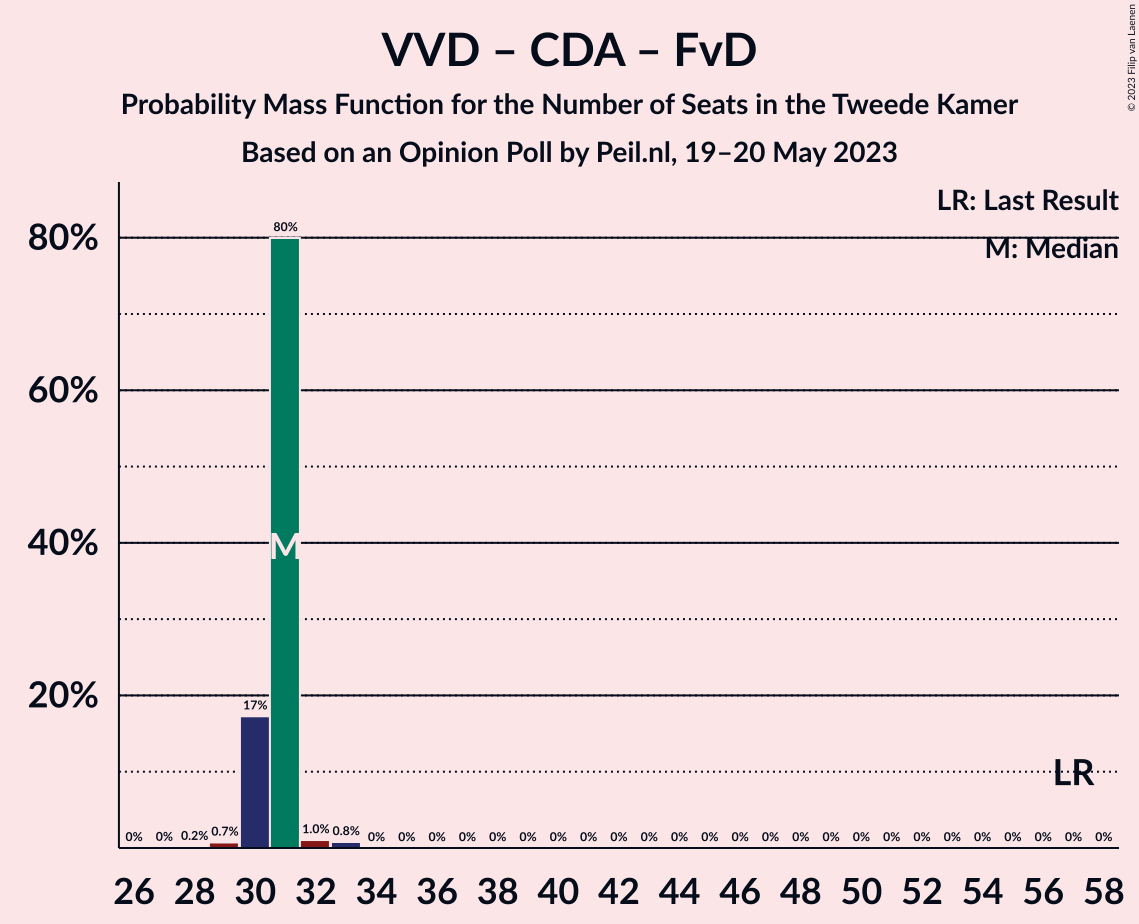 VVD – CDA – FvD
Probability Mass Function for the Number of Seats in the Tweede Kamer
Based on an Opinion Poll by Peil.nl, 19–20 May 2023
© 2023 Filip van Laenen
LR: Last Result
M: Median
80%
60%
40%
20%
0% 0% 0.2% 0.7% 17% 80% 1.0% 0.8% 0% 0% 0% 0% 0% 0% 0% 0% 0% 0% 0% 0% 0% 0% 0% 0% 0% 0% 0% 0% 0% 0% 0% 0% 0%
M
LR
26 28 30 32 34 36 38 40 42 44 46 48 50 52 54 56 58